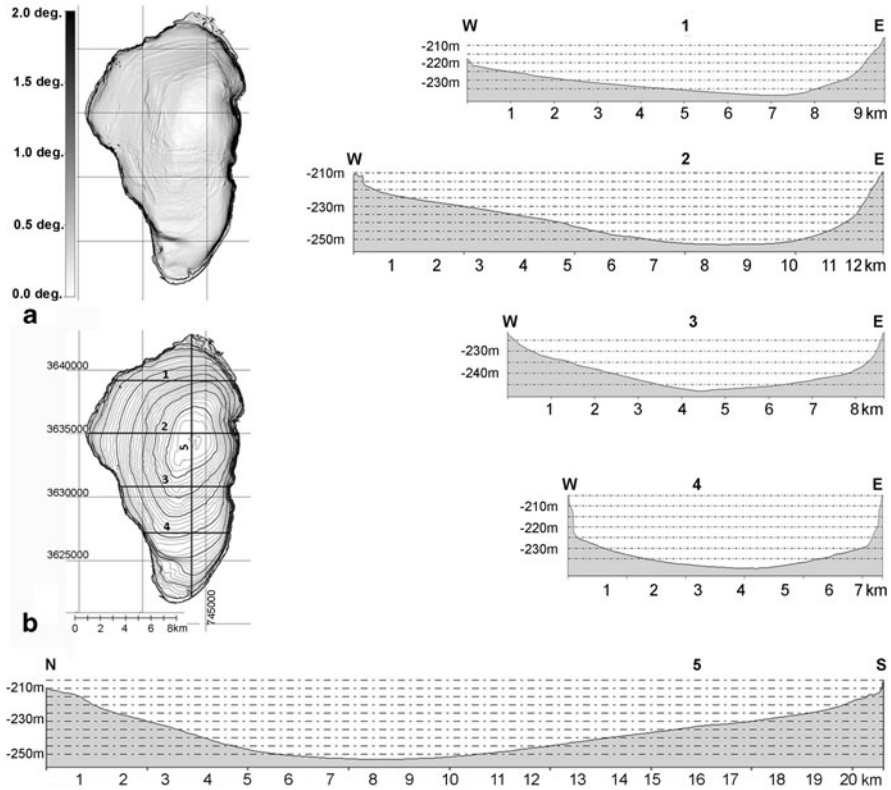 2.0 deg.
1.5 deg.
1.0 deg.
0.5 deg.
0.0 deg.
a
W 1 E
-210m
-220m
-230m
1 2 3 4 5 6 7 8 9 km
W 2 E
-210m
-230m
-250m
1 2 3 4 5 6 7 8 9 10 11 12 km
W 3 E
-230m
-240m
1 2 3 4 5 6 7 8 km
W 4 E
-210m
-220m
-230m
1 2 3 4 5 6 7 km
3640000
3635000
3630000
3625000
1
2
5
3
4
745000
0 2 4 6 8km
b
N 5 S
-210m
-230m
-250m
1 2 3 4 5 6 7 8 9 10 11 12 13 14 15 16 17 18 19 20 km